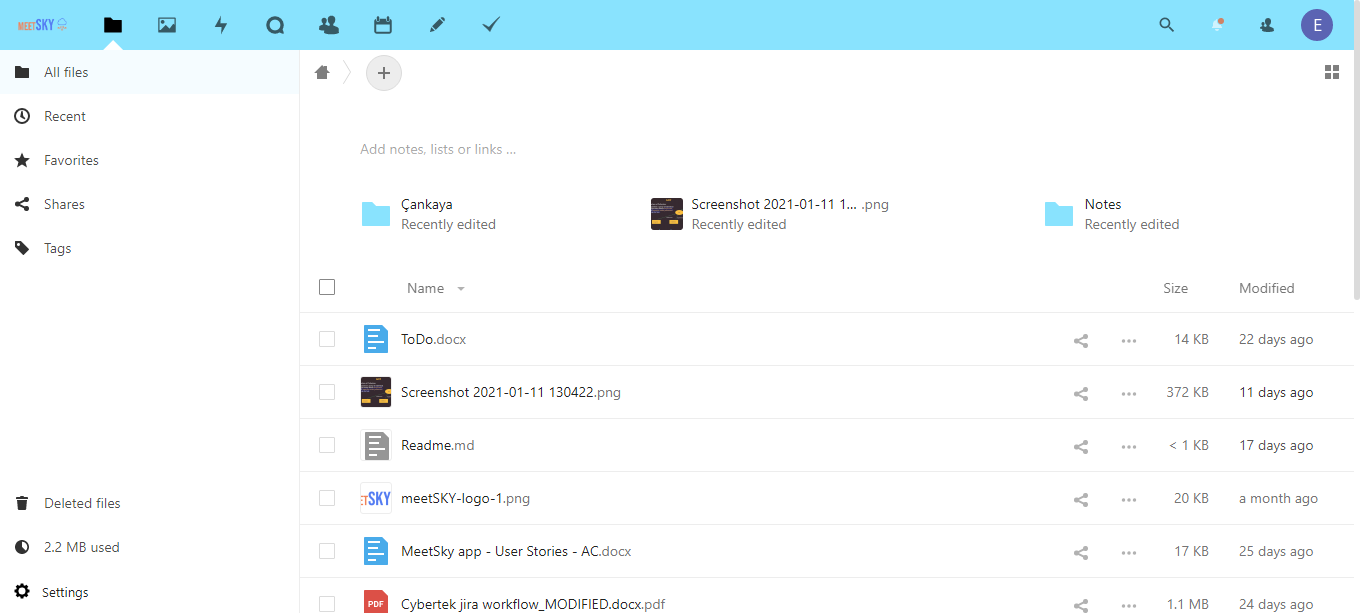 MEETSKY
E
All files
Recent
Favorites
Shares
Tags
Deleted files
2.2 MB used
Settings
Add notes, lists or links ...
Çankaya
Recently edited
Screenshot 2021-01-11 1... .png
Recently edited
Notes
Recently edited
Name Size Modified
ToDo.docx 14 KB 22 days ago
Screenshot 2021-01-11 130422.png 372 KB 11 days ago
Readme.md < 1 KB 17 days ago
ETSKY meetSKY-logo-1.png 20 KB a month ago
MeetSky app - User Stories - AC.docx 17 KB 25 days ago
PDF Cybertek jira workflow_MODIFIED.docx.pdf 1.1 MB 24 days ago